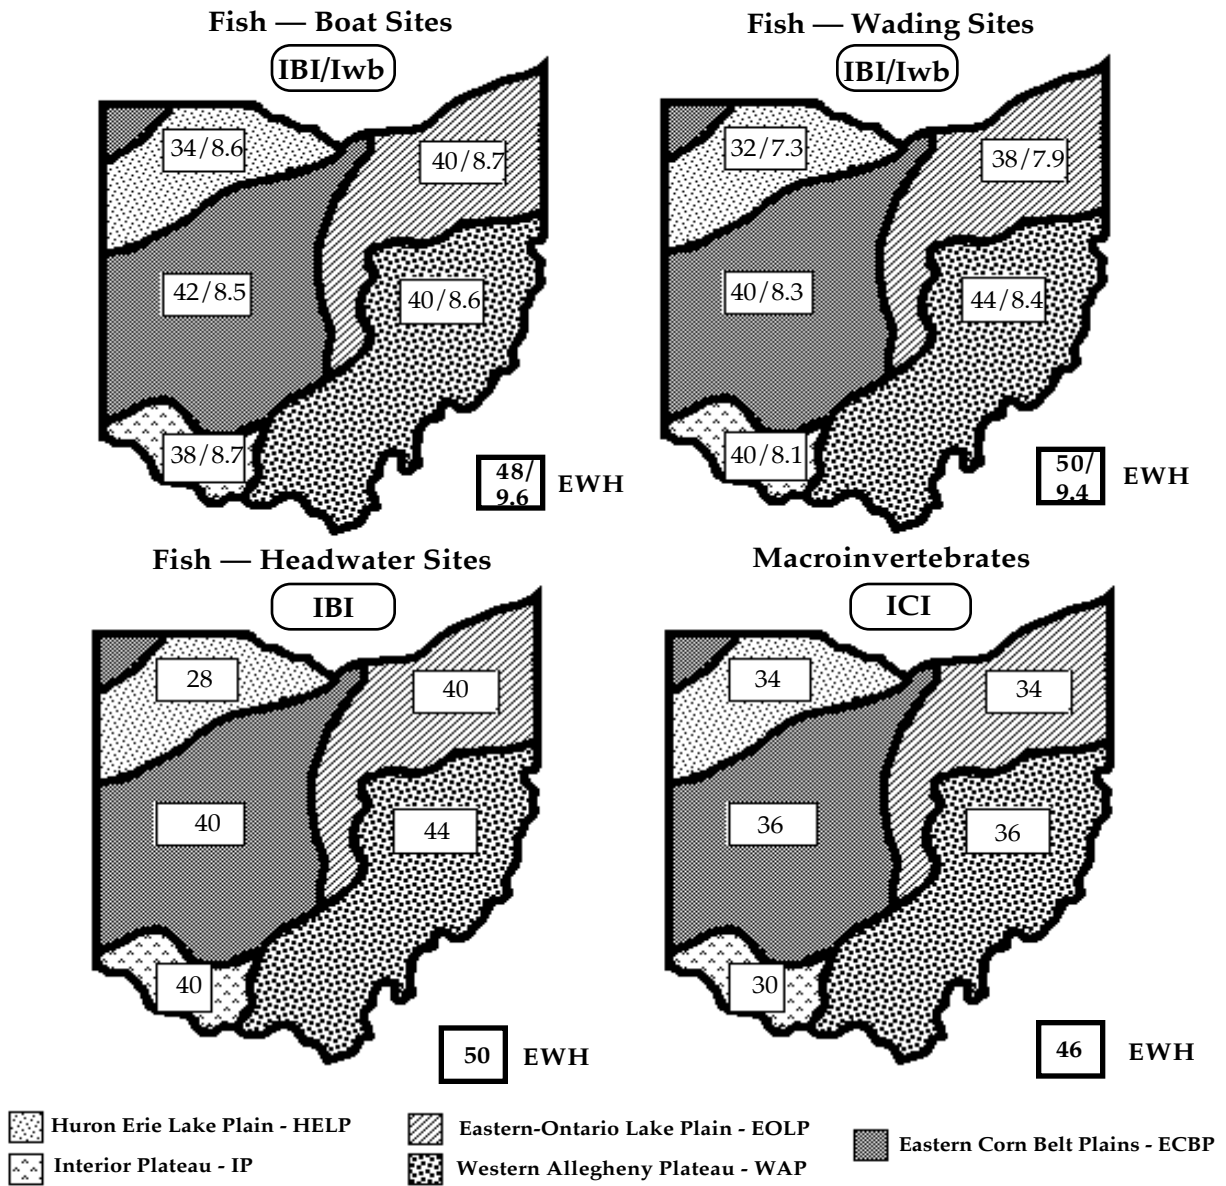 Fish — Boat Sites
IBI/Iwb
34/8.6
40/8.7
42/8.5
40/8.6
38/8.7
48/
9.6
EWH
Fish — Wading Sites
IBI/Iwb
32/7.3
38/7.9
40/8.3
44/8.4
40/8.1
50/
9.4
EWH
Fish — Headwater Sites
IBI
28
40
40
44
40
50
EWH
Macroinvertebrates
ICI
34
34
36
36
30
46
EWH
Huron Erie Lake Plain - HELP
Interior Plateau - IP
Eastern-Ontario Lake Plain - EOLP
Western Allegheny Plateau - WAP
Eastern Corn Belt Plains - ECBP